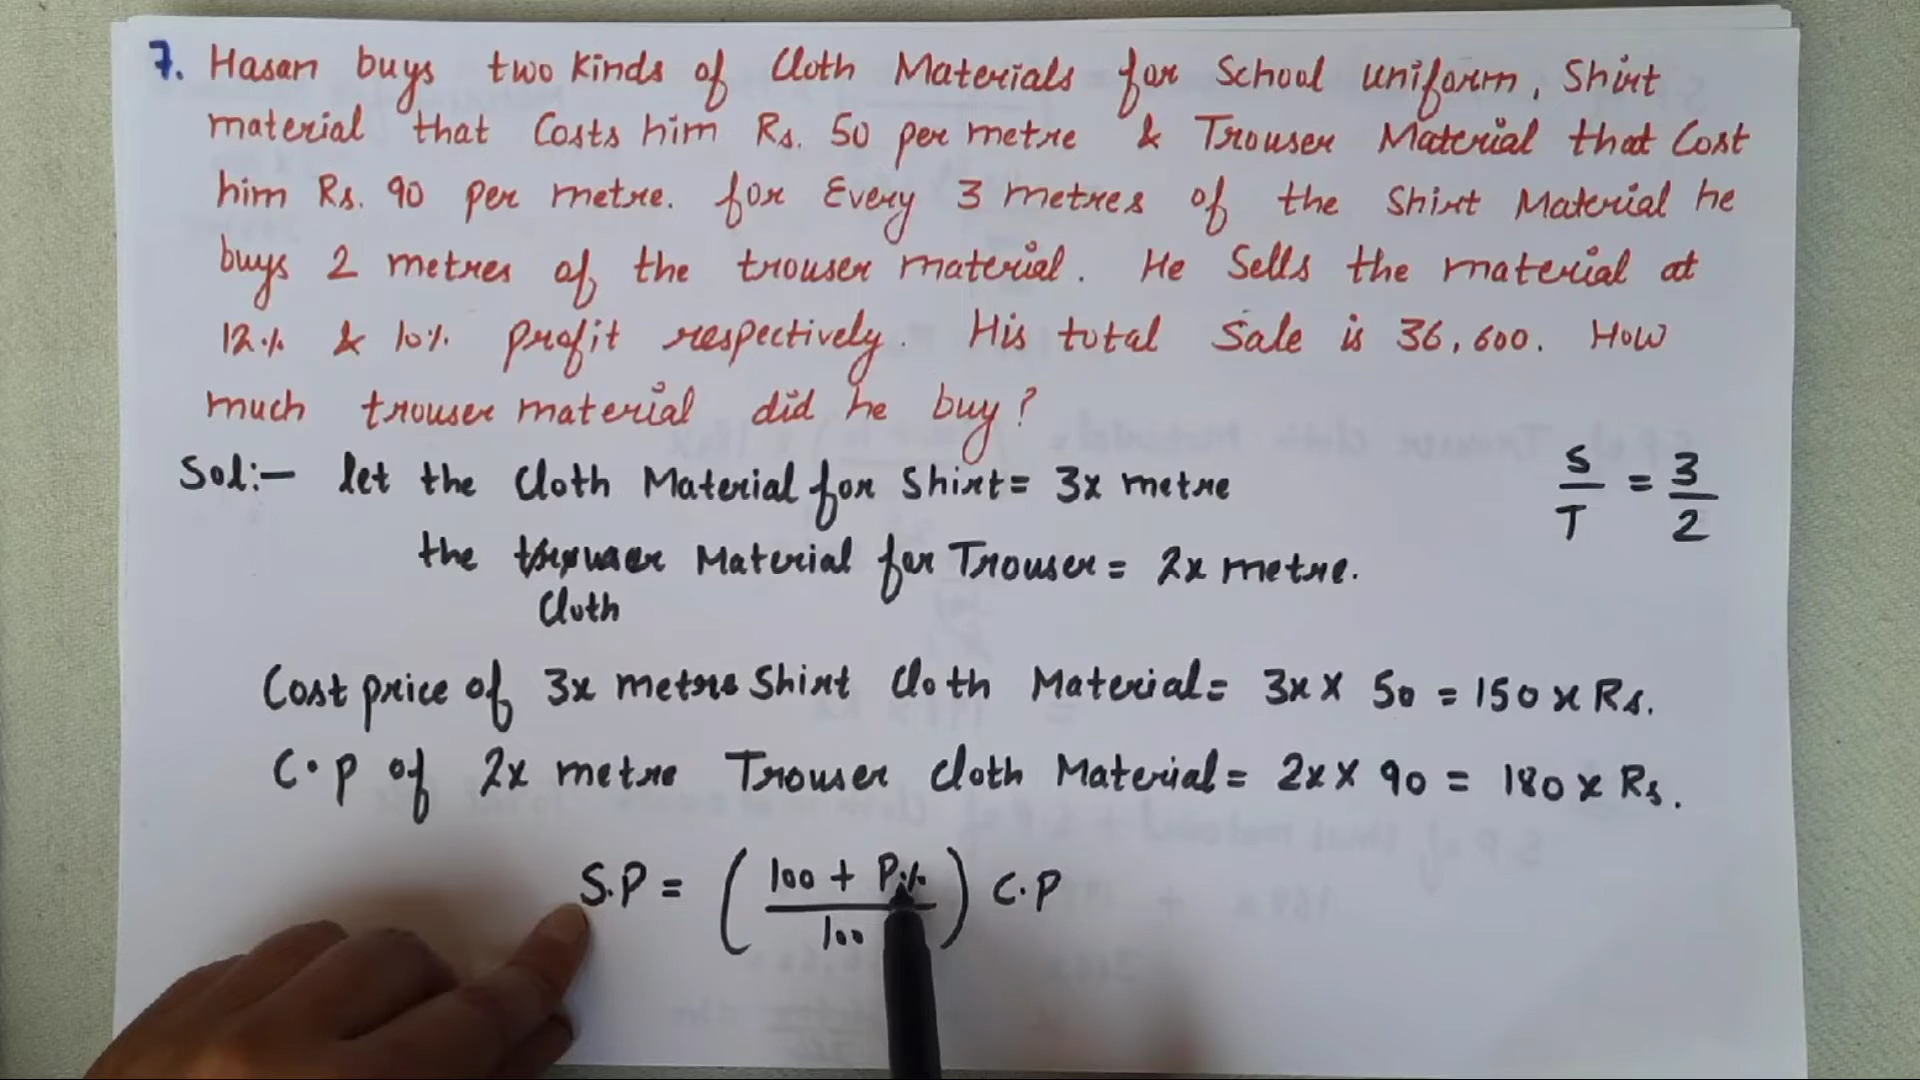 7. Hasan buys two Kinds of Cloth Materials for School uniform, Shirt
material that Costs him Rs. 50 per metre & Trouser Material that Cost
him Rs. 90 per metre. for Every 3 metres of the Shirt Material he
buys 2 metres of the trouser material. He Sells the material at
12% & 10% profit respectively. His total Sale is 36,600. How
much trouser material did he buy?
Sol:- let the Cloth Material for Shirt = 3x metre
S/T = 3/2
the Material for Trouser = 2x metre.
Cloth
Cost price of 3x metre Shirt Cloth Material = 3x × 50 = 150x Rs.
C.P of 2x metre Trouser Cloth Material = 2x × 90 = 180x Rs.
S.P = (100 + P% / 100) C.P